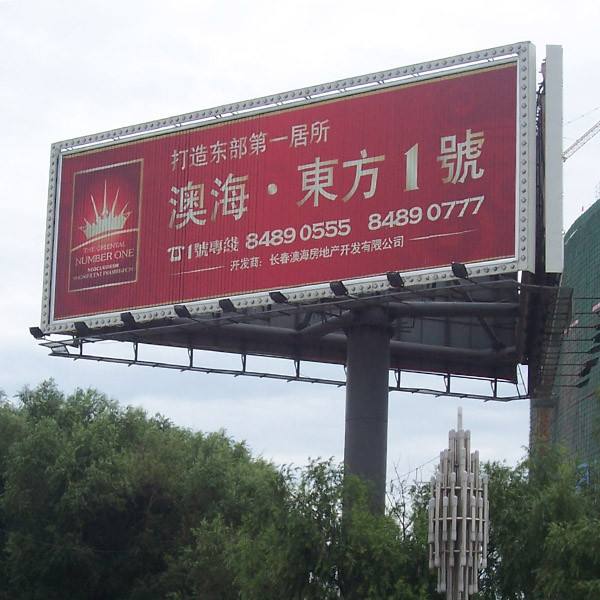 打造东部第一居所
澳海·東方1號
☎1號專綫 8489 0555 8489 0777
开发商：长春澳海房地产开发有限公司
THE ORIENTAL
NUMBER ONE